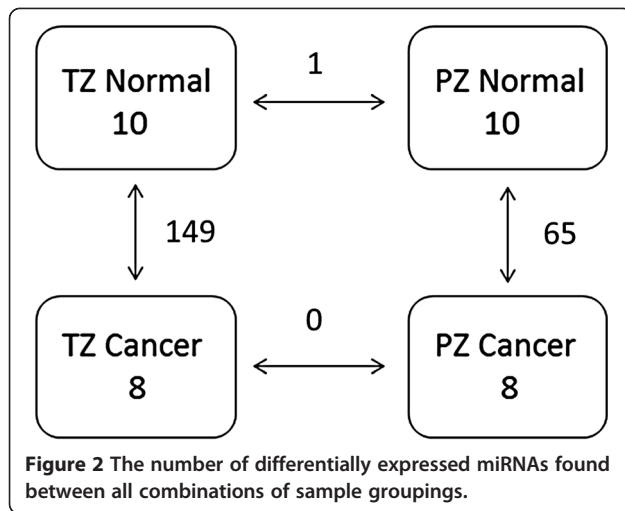 TZ Normal
10
1
PZ Normal
10
149
65
TZ Cancer
8
0
PZ Cancer
8
Figure 2 The number of differentially expressed miRNAs found
between all combinations of sample groupings.